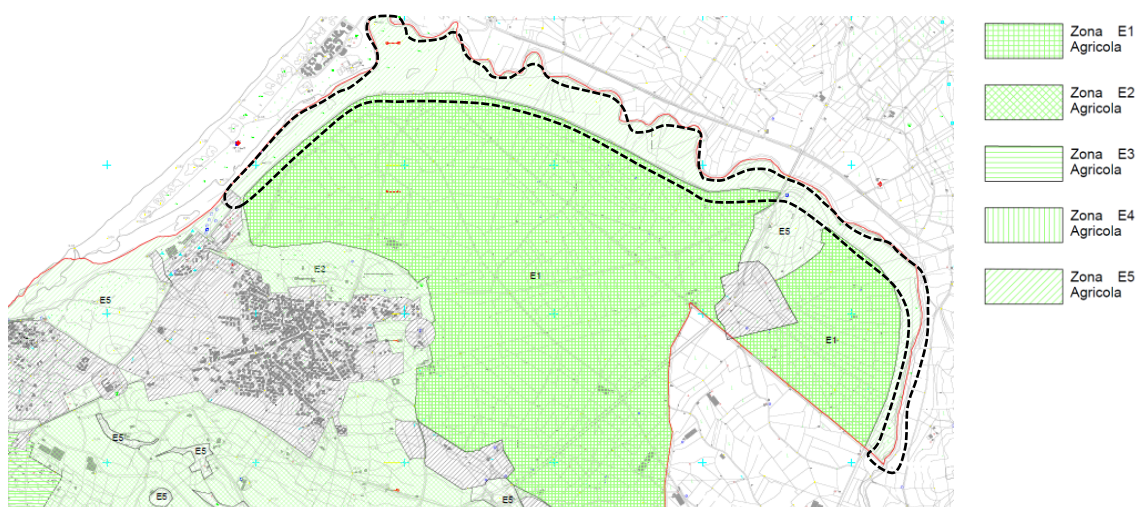 Zona E1
Agricola
Zona E2
Agricola
Zona E3
Agricola
Zona E4
Agricola
Zona E5
Agricola
E5
E2
E1
E5
E1
E5
E5
E5
E5